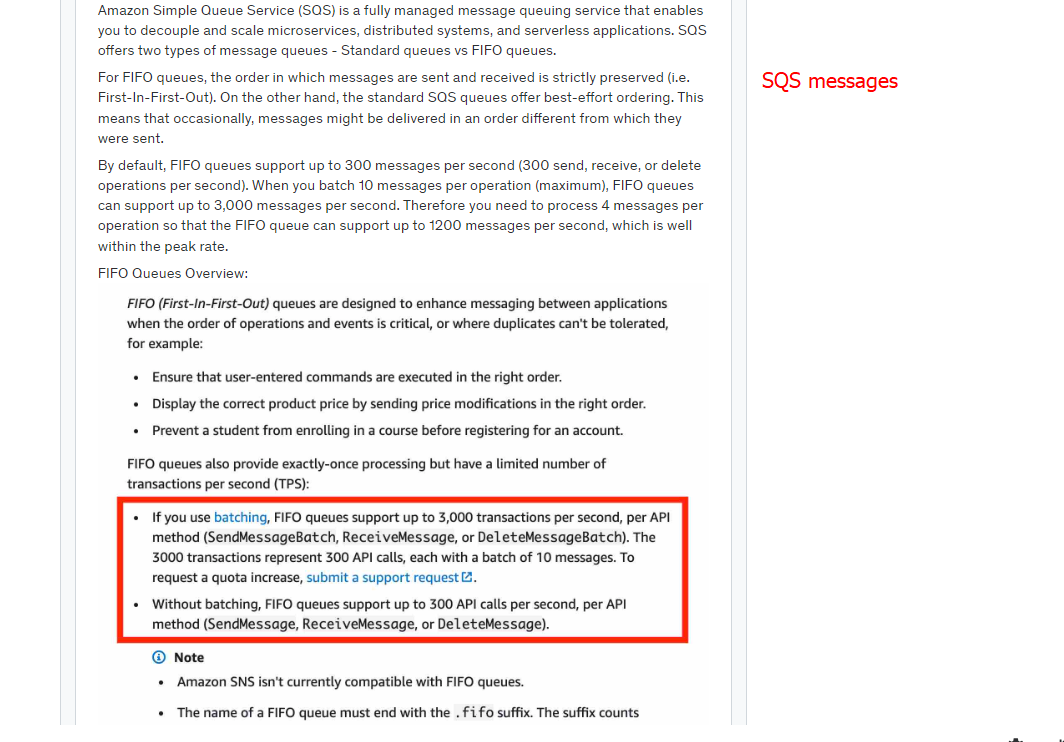 Amazon Simple Queue Service (SQS) is a fully managed message queuing service that enables
you to decouple and scale microservices, distributed systems, and serverless applications. SQS
offers two types of message queues - Standard queues vs FIFO queues.
For FIFO queues, the order in which messages are sent and received is strictly preserved (i.e.
First-In-First-Out). On the other hand, the standard SQS queues offer best-effort ordering. This
means that occasionally, messages might be delivered in an order different from which they
were sent.
By default, FIFO queues support up to 300 messages per second (300 send, receive, or delete
operations per second). When you batch 10 messages per operation (maximum), FIFO queues
can support up to 3,000 messages per second. Therefore you need to process 4 messages per
operation so that the FIFO queue can support up to 1200 messages per second, which is well
within the peak rate.
FIFO Queues Overview:
FIFO (First-In-First-Out) queues are designed to enhance messaging between applications
when the order of operations and events is critical, or where duplicates can't be tolerated,
for example:
• Ensure that user-entered commands are executed in the right order.
• Display the correct product price by sending price modifications in the right order.
• Prevent a student from enrolling in a course before registering for an account.
FIFO queues also provide exactly-once processing but have a limited number of
transactions per second (TPS):
• If you use batching, FIFO queues support up to 3,000 transactions per second, per API
method (SendMessageBatch, ReceiveMessage, or DeleteMessageBatch). The
3000 transactions represent 300 API calls, each with a batch of 10 messages. To
request a quota increase, submit a support request.
• Without batching, FIFO queues support up to 300 API calls per second, per API
method (SendMessage, ReceiveMessage, or DeleteMessage).
Note
• Amazon SNS isn't currently compatible with FIFO queues.
• The name of a FIFO queue must end with the .fifo suffix. The suffix counts
SQS messages